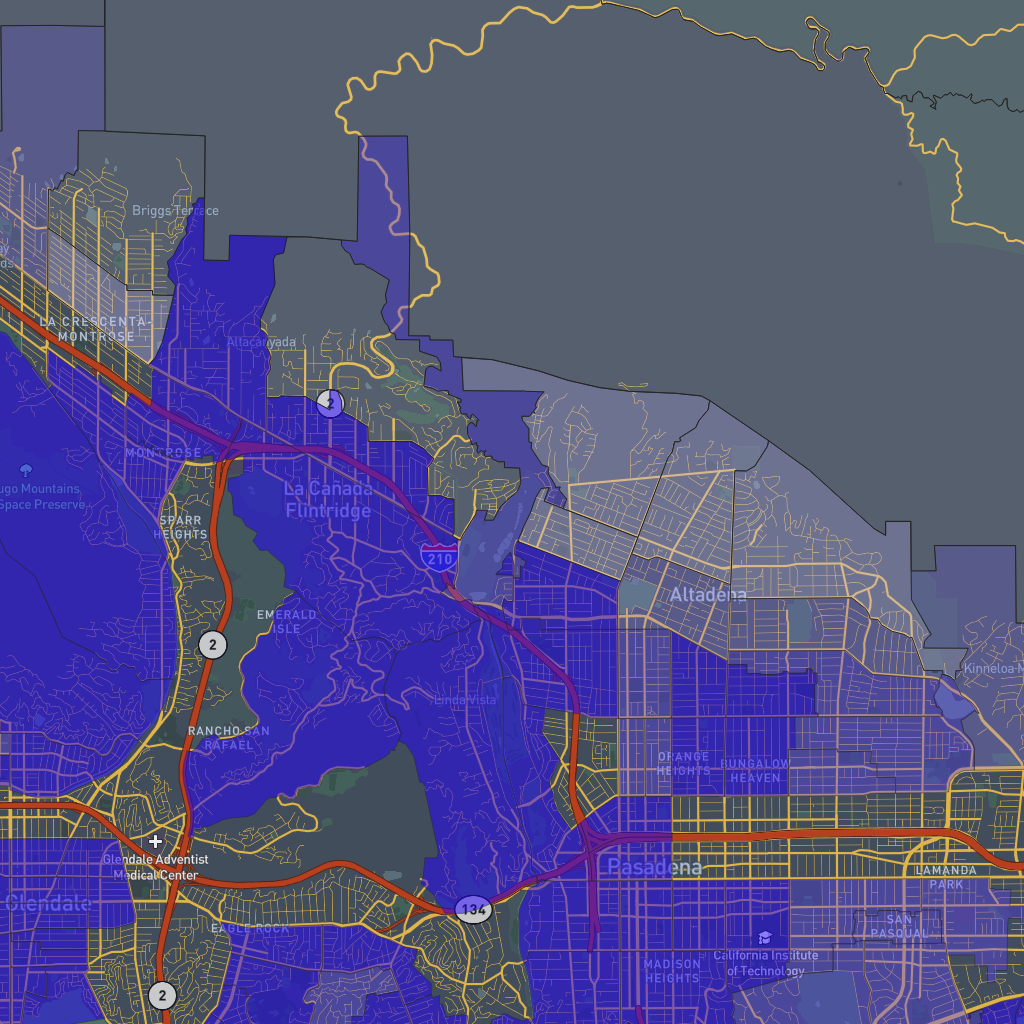 Briggs Terrace
LA CRESCENTA-
MONTROSE
Altacanyada
2
MONTROSE
La Cañada
Flintridge
ugo Mountains
Space Preserve
SPARR
HEIGHTS
210
Altadena
EMERALD
ISLE
2
Kinneloa M
Linda Vista
RANCHO SAN
RAFAEL
ORANGE
HEIGHTS
BUNGALOW
HEAVEN
Glendale Adventist
Medical Center
Pasadena
LAMANDA
PARK
Glendale
134
EAGLE ROCK
SAN
PASQUAL
California Institute
of Technology
MADISON
HEIGHTS
2